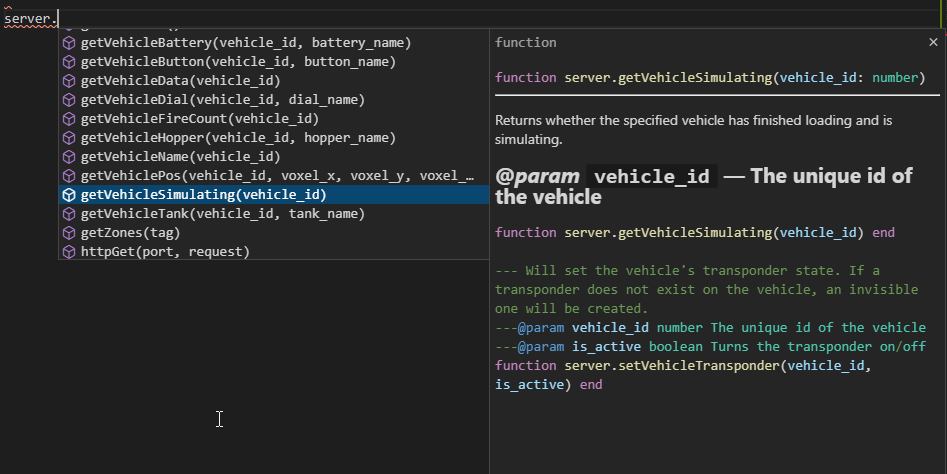 server.
getVehicleBattery(vehicle_id, battery_name)
getVehicleButton(vehicle_id, button_name)
getVehicleData(vehicle_id)
getVehicleDial(vehicle_id, dial_name)
getVehicleFireCount(vehicle_id)
getVehicleHopper(vehicle_id, hopper_name)
getVehicleName(vehicle_id)
getVehiclePos(vehicle_id, voxel_x, voxel_y, voxel_…
getVehicleSimulating(vehicle_id)
getVehicleTank(vehicle_id, tank_name)
getZones(tag)
httpGet(port, request)
function
function server.getVehicleSimulating(vehicle_id: number)
Returns whether the specified vehicle has finished loading and is
simulating.
@param vehicle_id — The unique id of
the vehicle
function server.getVehicleSimulating(vehicle_id) end
--- Will set the vehicle's transponder state. If a
transponder does not exist on the vehicle, an invisible
one will be created.
---@param vehicle_id number The unique id of the vehicle
---@param is_active boolean Turns the transponder on/off
function server.setVehicleTransponder(vehicle_id,
is_active) end